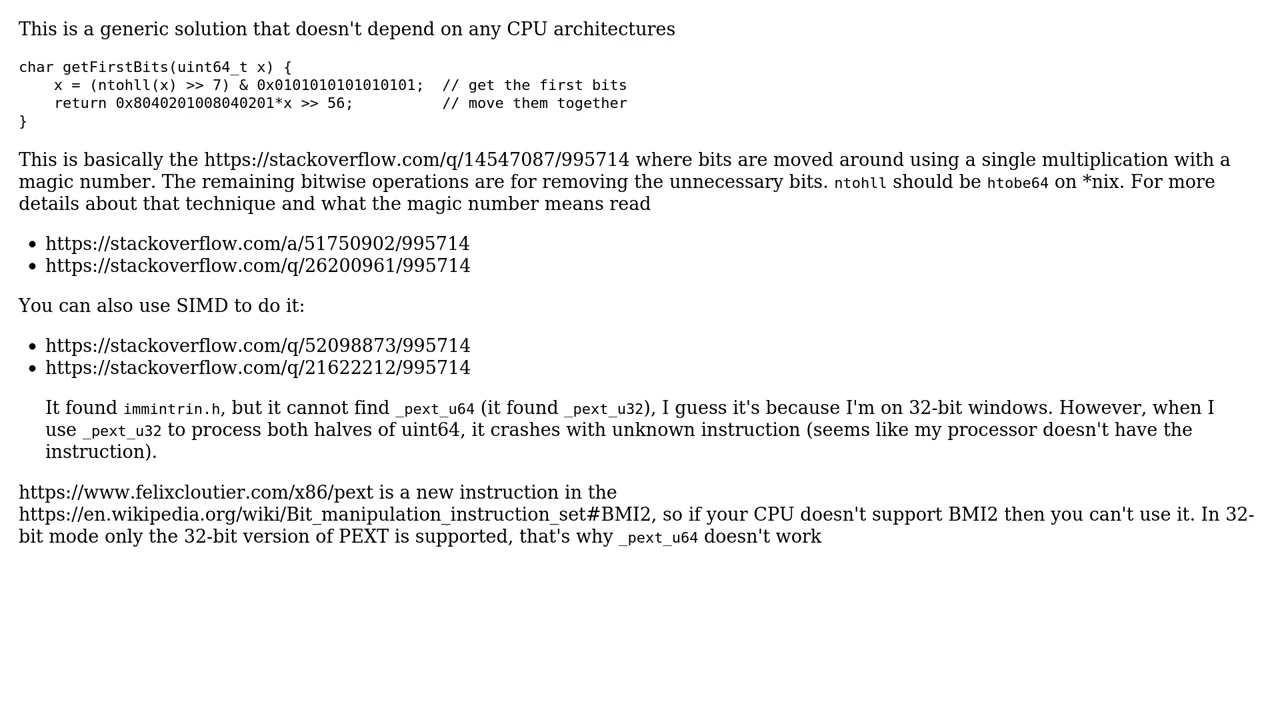 This is a generic solution that doesn't depend on any CPU architectures
char getFirstBits(uint64_t x) {
    x = (ntohll(x) >> 7) & 0x0101010101010101;  // get the first bits
    return 0x8040201008040201*x >> 56;          // move them together
}
This is basically the https://stackoverflow.com/q/14547087/995714 where bits are moved around using a single multiplication with a
magic number. The remaining bitwise operations are for removing the unnecessary bits. ntohll should be htobe64 on *nix. For more
details about that technique and what the magic number means read
• https://stackoverflow.com/a/51750902/995714
• https://stackoverflow.com/q/26200961/995714
You can also use SIMD to do it:
• https://stackoverflow.com/q/52098873/995714
• https://stackoverflow.com/q/21622212/995714
It found immintrin.h, but it cannot find _pext_u64 (it found _pext_u32), I guess it's because I'm on 32-bit windows. However, when I
use _pext_u32 to process both halves of uint64, it crashes with unknown instruction (seems like my processor doesn't have the
instruction).
https://www.felixcloutier.com/x86/pext is a new instruction in the
https://en.wikipedia.org/wiki/Bit_manipulation_instruction_set#BMI2, so if your CPU doesn't support BMI2 then you can't use it. In 32-
bit mode only the 32-bit version of PEXT is supported, that's why _pext_u64 doesn't work